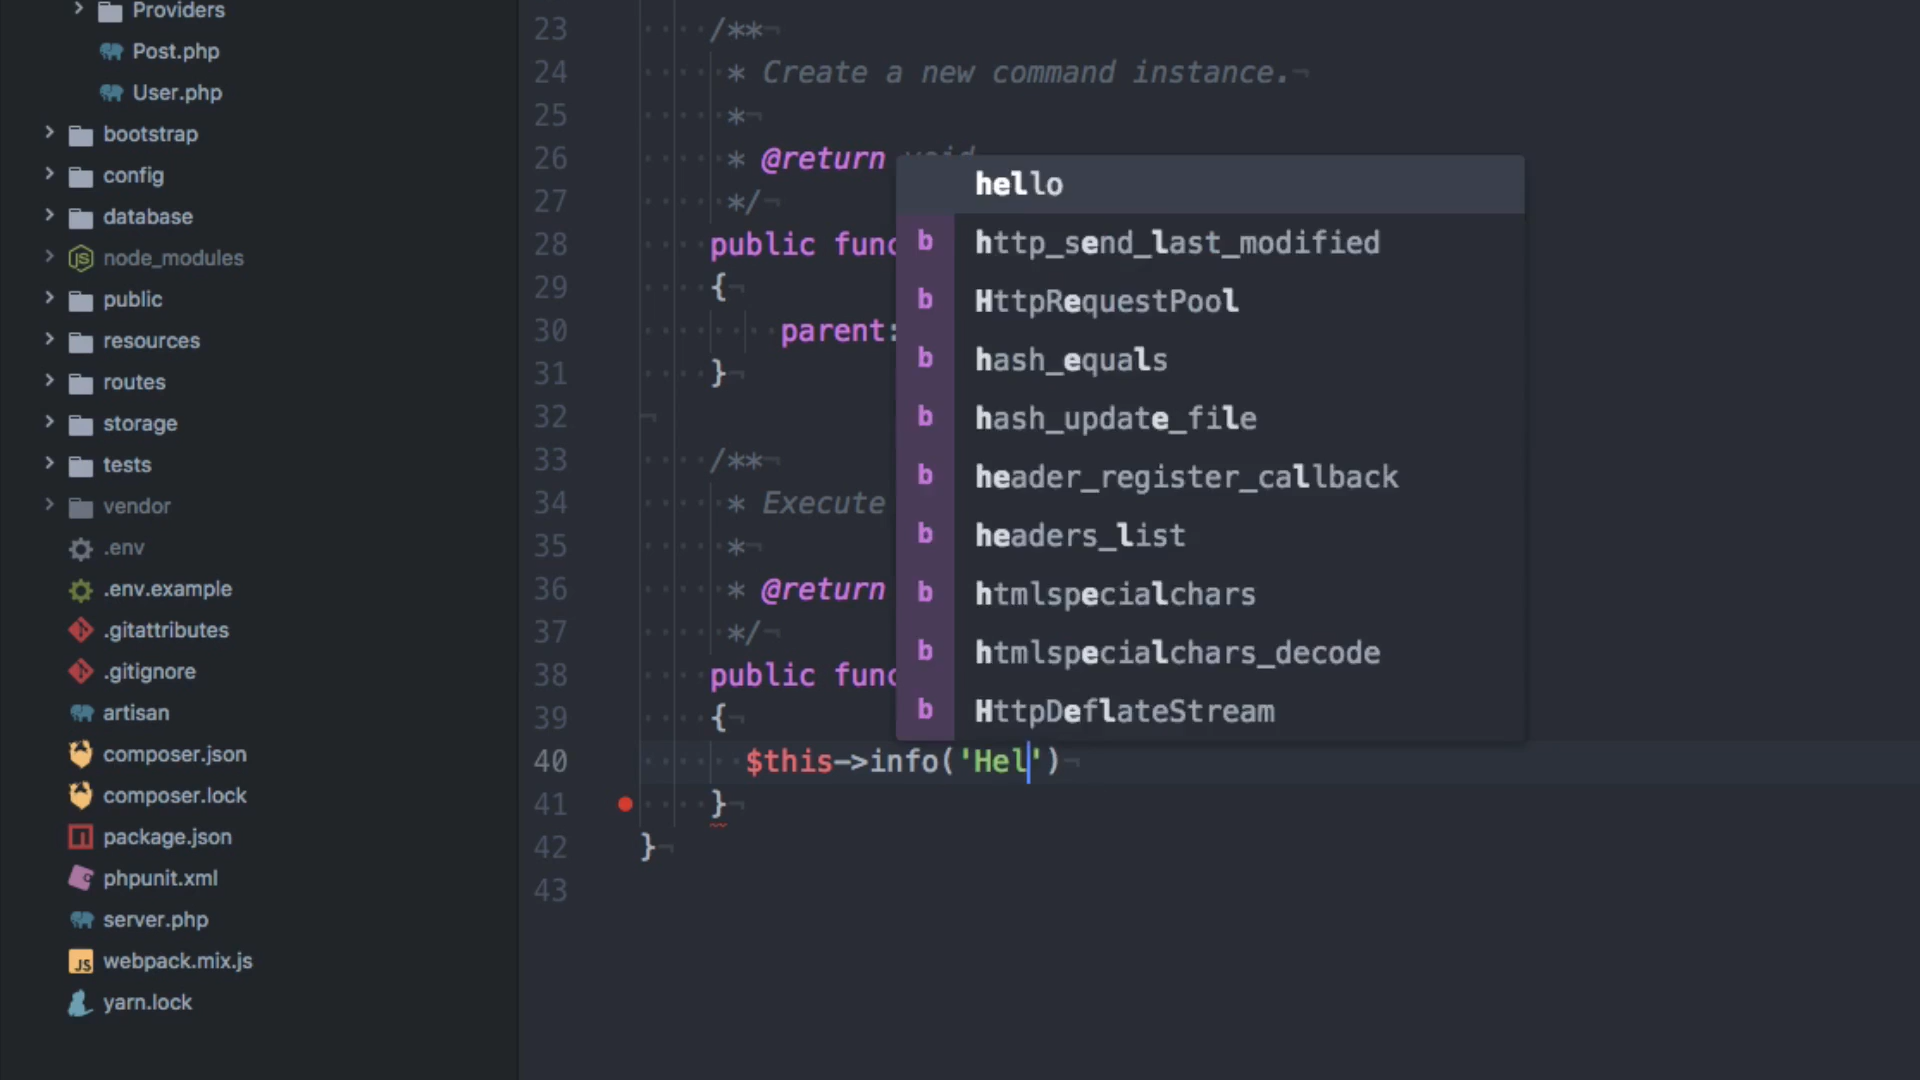 Providers
Post.php
User.php
bootstrap
config
database
node_modules
public
resources
routes
storage
tests
vendor
.env
.env.example
.gitattributes
.gitignore
artisan
composer.json
composer.lock
package.json
phpunit.xml
server.php
webpack.mix.js
yarn.lock
23 /**
24 * Create a new command instance.
25 *
26 * @return void
27 */
28 public func
29 {
30 parent:
31 }
32
33 /**
34 * Execute
35 *
36 * @return
37 */
38 public func
39 {
40 $this->info('Hel')
41 }
42 }
43
hello
b http_send_last_modified
b HttpRequestPool
b hash_equals
b hash_update_file
b header_register_callback
b headers_list
b htmlspecialchars
b htmlspecialchars_decode
b HttpDeflateStream